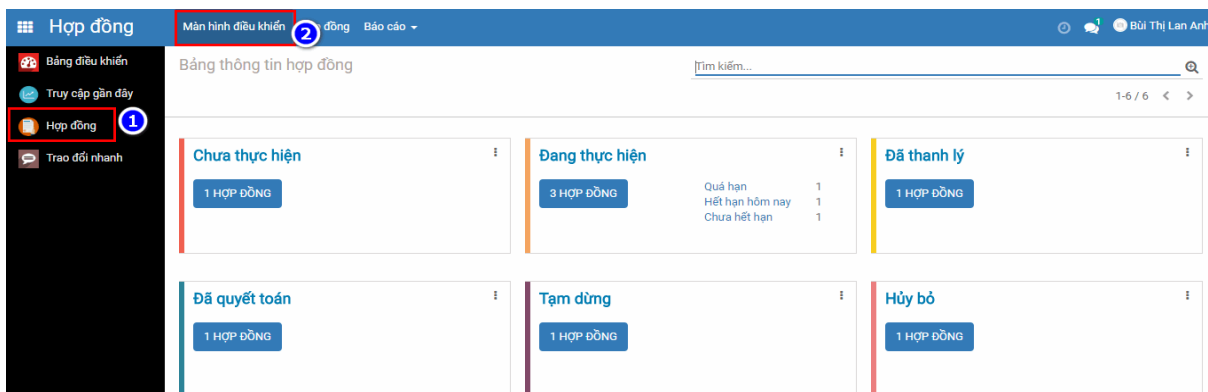 Hợp đồng
Màn hình điều khiển
2
đồng
Báo cáo
1
Bùi Thị Lan Anh
Bảng điều khiển
Truy cập gần đây
Hợp đồng
1
Trao đổi nhanh
Bảng thông tin hợp đồng
Tìm kiếm...
1-6 / 6
Chưa thực hiện
1 HỢP ĐỒNG
Đang thực hiện
3 HỢP ĐỒNG
Quá hạn 1
Hết hạn hôm nay 1
Chưa hết hạn 1
Đã thanh lý
1 HỢP ĐỒNG
Đã quyết toán
1 HỢP ĐỒNG
Tạm dừng
1 HỢP ĐỒNG
Hủy bỏ
1 HỢP ĐỒNG